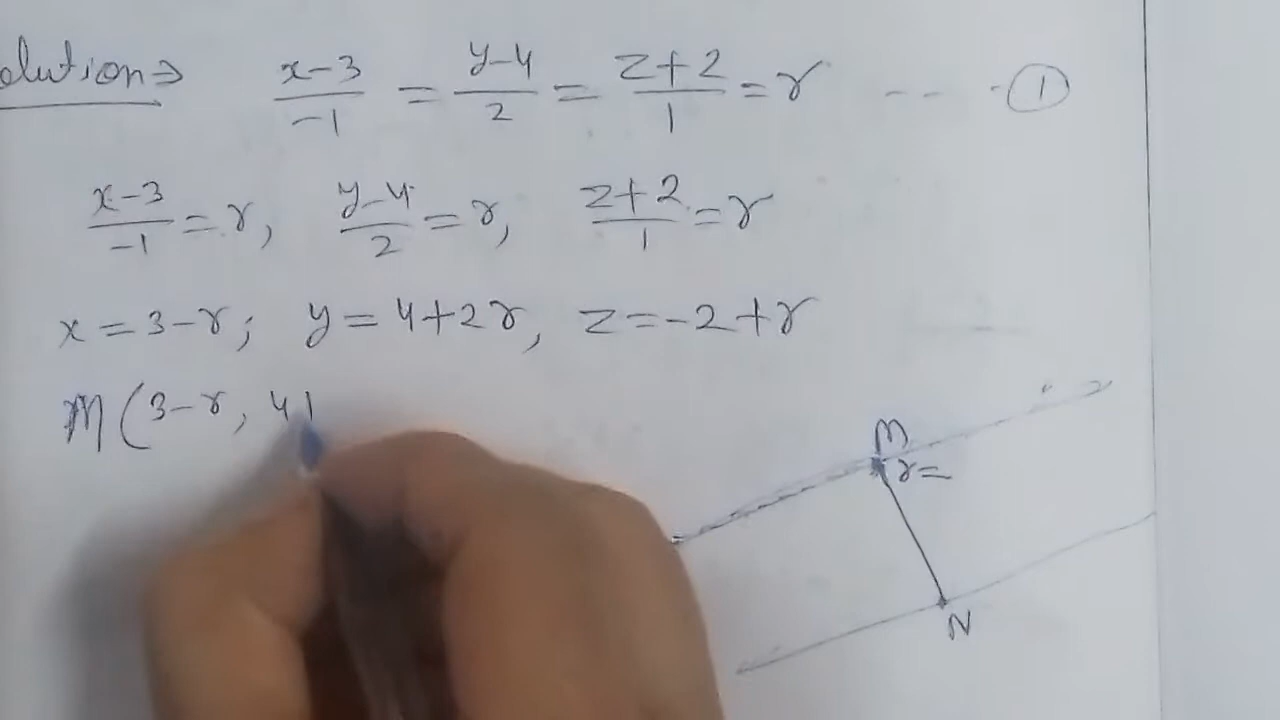 olution⇒ (x-3)/-1 = (y-4)/2 = (z+2)/1 = r -- - ①
(x-3)/-1 = r, (y-4)/2 = r, (z+2)/1 = r
x = 3-r; y = 4+2r, z = -2+r
M(3-r, 4
M
r=
N